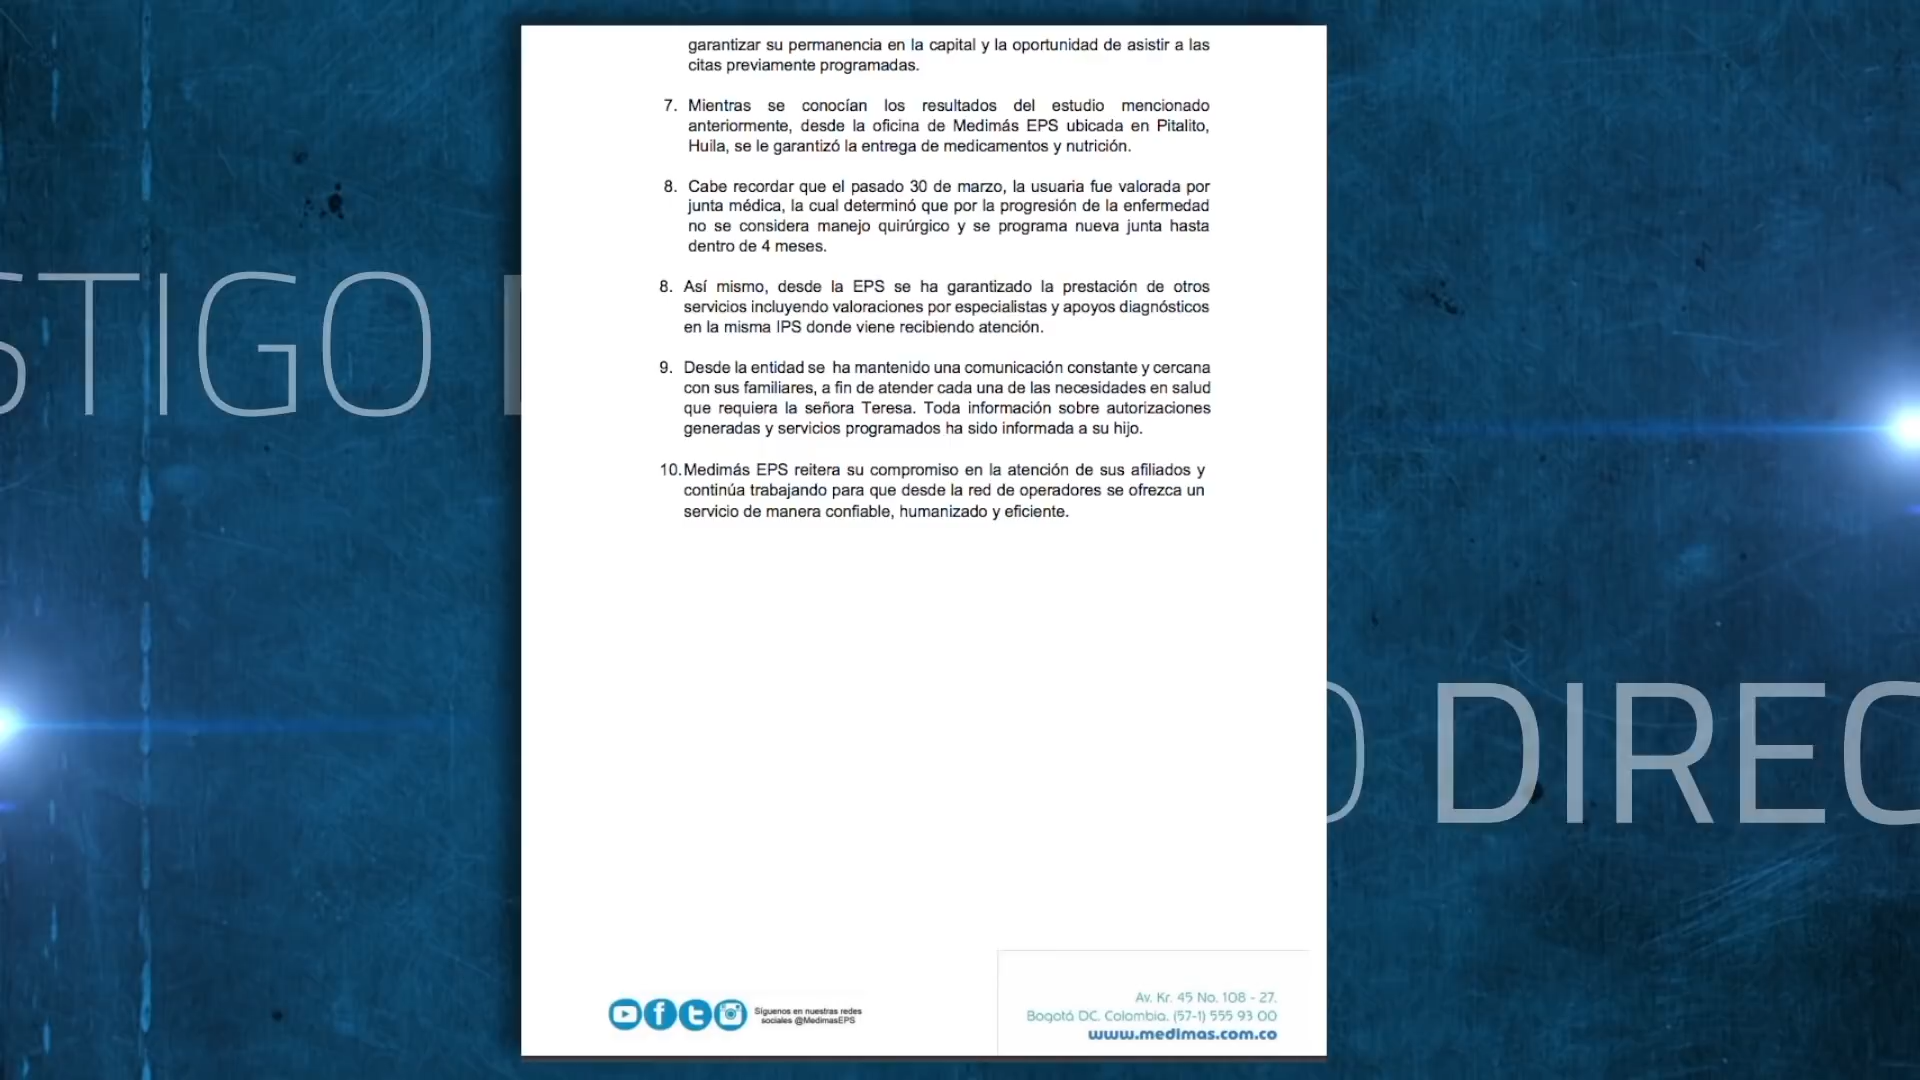 garantizar su permanencia en la capital y la oportunidad de asistir a las
citas previamente programadas.
7. Mientras se conocían los resultados del estudio mencionado
anteriormente, desde la oficina de Medimás EPS ubicada en Pitalito,
Huila, se le garantizó la entrega de medicamentos y nutrición.
8. Cabe recordar que el pasado 30 de marzo, la usuaria fue valorada por
junta médica, la cual determinó que por la progresión de la enfermedad
no se considera manejo quirúrgico y se programa nueva junta hasta
dentro de 4 meses.
8. Así mismo, desde la EPS se ha garantizado la prestación de otros
servicios incluyendo valoraciones por especialistas y apoyos diagnósticos
en la misma IPS donde viene recibiendo atención.
9. Desde la entidad se ha mantenido una comunicación constante y cercana
con sus familiares, a fin de atender cada una de las necesidades en salud
que requiera la señora Teresa. Toda información sobre autorizaciones
generadas y servicios programados ha sido informada a su hijo.
10. Medimás EPS reitera su compromiso en la atención de sus afiliados y
continúa trabajando para que desde la red de operadores se ofrezca un
servicio de manera confiable, humanizado y eficiente.
STIGO
O DIREC
Síguenos en nuestras redes
sociales @MedimasEPS
Av. Kr. 45 No. 108 - 27.
Bogotá DC. Colombia. (57-1) 555 93 00
www.medimas.com.co